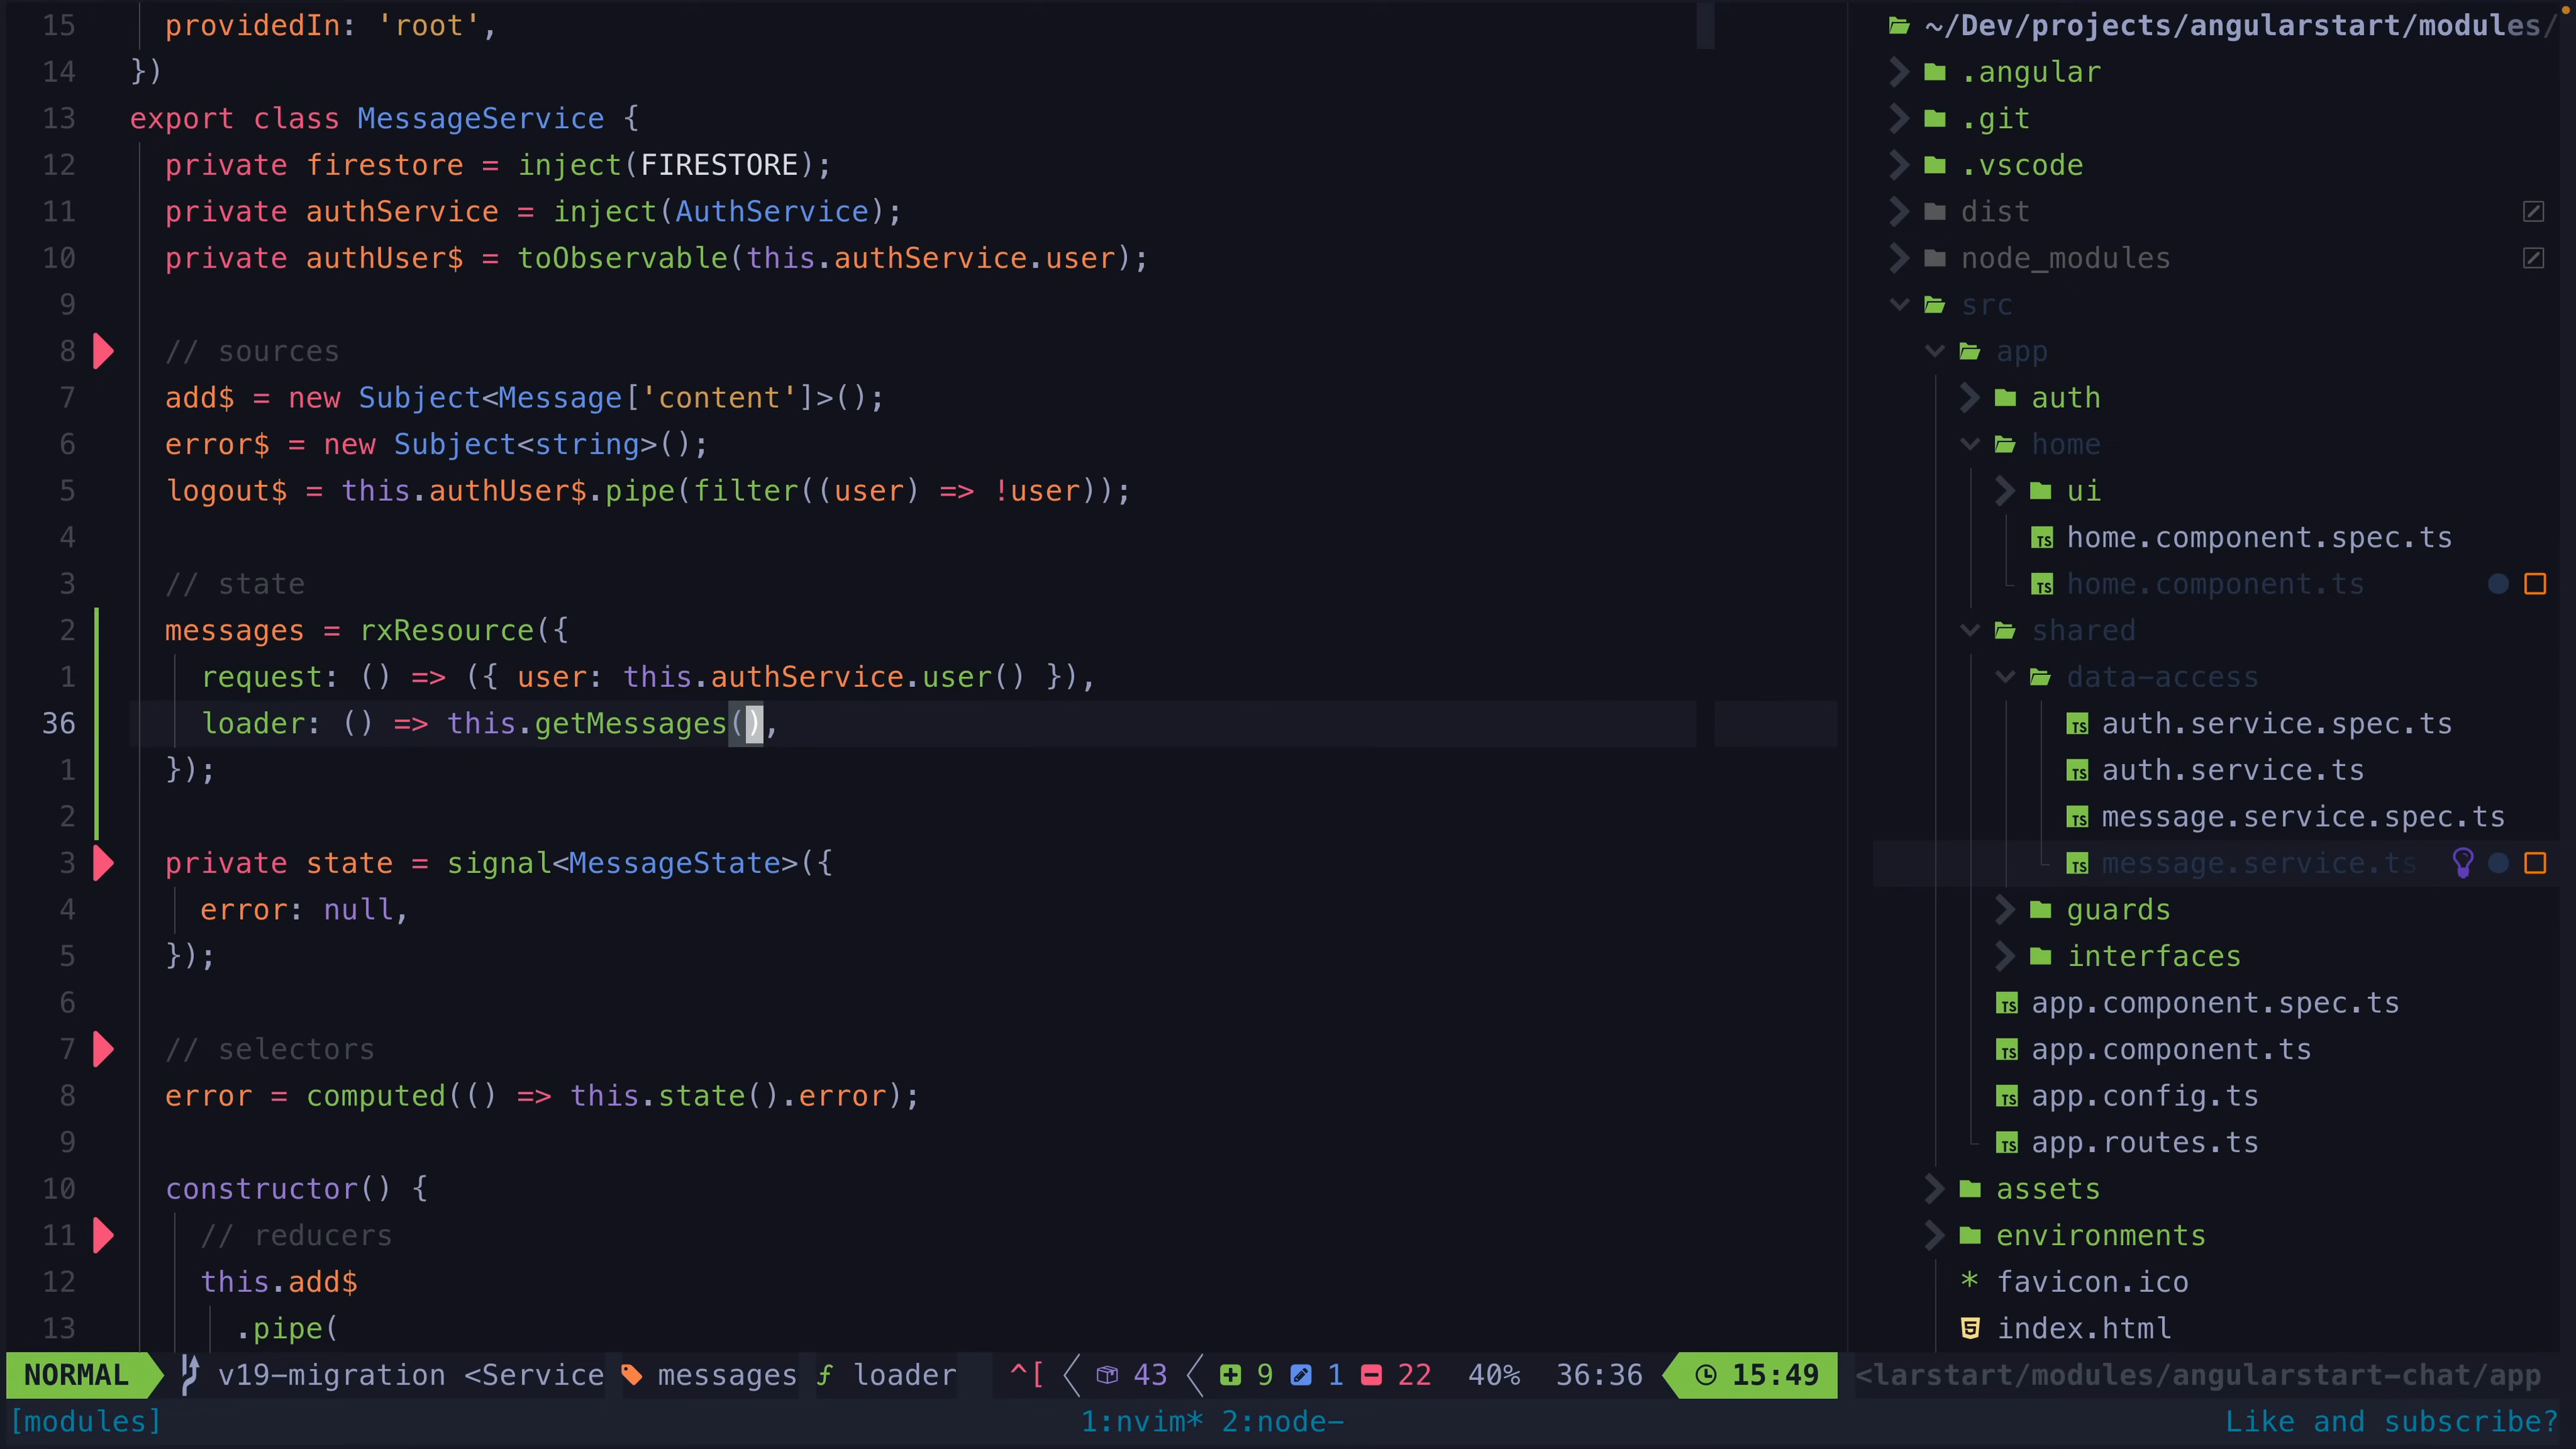 15 providedIn: 'root',
14 })
13 export class MessageService {
12 private firestore = inject(FIRESTORE);
11 private authService = inject(AuthService);
10 private authUser$ = toObservable(this.authService.user);
9
8 // sources
7 add$ = new Subject<Message['content']>();
6 error$ = new Subject<string>();
5 logout$ = this.authUser$.pipe(filter((user) => !user));
4
3 // state
2 messages = rxResource({
1 request: () => ({ user: this.authService.user() }),
36 loader: () => this.getMessages(),
1 });
2
3 private state = signal<MessageState>({
4 error: null,
5 });
6
7 // selectors
8 error = computed(() => this.state().error);
9
10 constructor() {
11 // reducers
12 this.add$
13 .pipe(
~/Dev/projects/angularstart/modules/
.angular
.git
.vscode
dist
node_modules
src
app
auth
home
ui
home.component.spec.ts
home.component.ts
shared
data-access
auth.service.spec.ts
auth.service.ts
message.service.spec.ts
message.service.ts
guards
interfaces
app.component.spec.ts
app.component.ts
app.config.ts
app.routes.ts
assets
environments
favicon.ico
index.html
NORMAL v19-migration <Service messages f loader ^[ 43 9 1 22 40% 36:36 15:49 <larstart/modules/angularstart-chat/app
[modules] 1:nvim* 2:node- Like and subscribe?